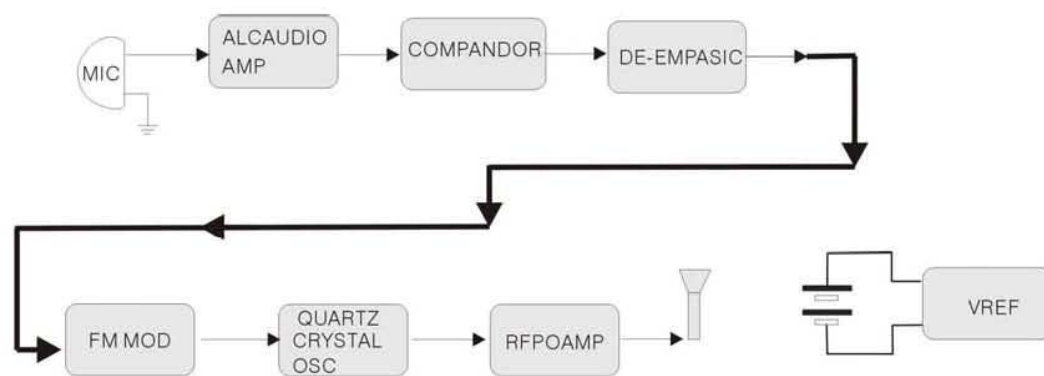 MIC
ALCAUDIO
AMP
COMPANDOR
DE-EMPASIC
FM MOD
QUARTZ
CRYSTAL
OSC
RFPOAMP
VREF